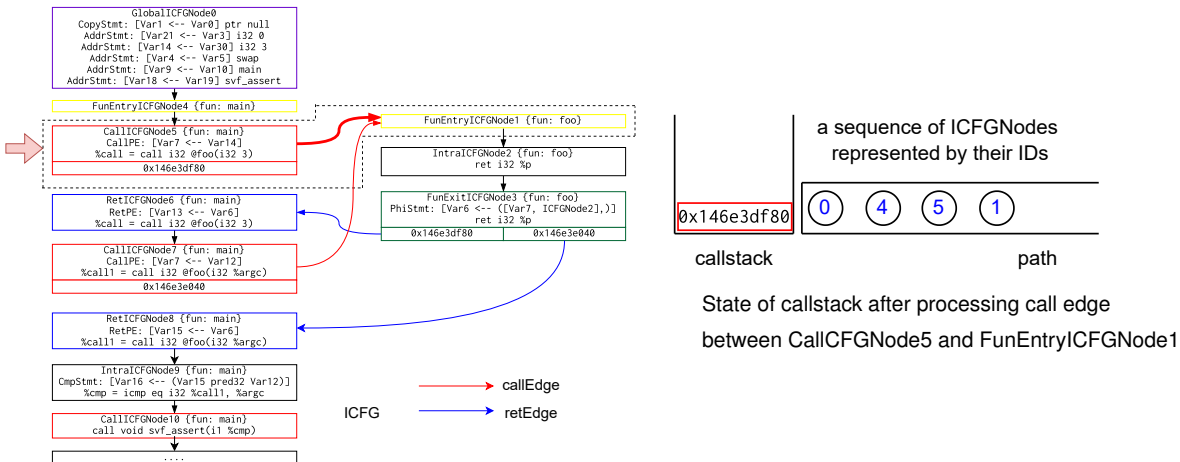 GlobalICFGNode0
CopyStmt: [Var1 <-- Var0] ptr null
AddrStmt: [Var21 <-- Var3] i32 0
AddrStmt: [Var14 <-- Var30] i32 3
AddrStmt: [Var4 <-- Var5] swap
AddrStmt: [Var9 <-- Var10] main
AddrStmt: [Var18 <-- Var19] svf_assert
FunEntryICFGNode4 {fun: main}
CallICFGNode5 {fun: main}
CallPE: [Var7 <-- Var14]
%call = call i32 @foo(i32 3)
0x146e3df80
RetICFGNode6 {fun: main}
RetPE: [Var13 <-- Var6]
%call = call i32 @foo(i32 3)
CallICFGNode7 {fun: main}
CallPE: [Var7 <-- Var12]
%call1 = call i32 @foo(i32 %argc)
0x146e3e040
RetICFGNode8 {fun: main}
RetPE: [Var15 <-- Var6]
%call1 = call i32 @foo(i32 %argc)
IntraICFGNode9 {fun: main}
CmpStmt: [Var16 <-- (Var15 pred32 Var12)]
%cmp = icmp eq i32 %call1, %argc
CallICFGNode10 {fun: main}
call void svf_assert(i1 %cmp)
....
FunEntryICFGNode1 {fun: foo}
IntraICFGNode2 {fun: foo}
ret i32 %p
FunExitICFGNode3 {fun: foo}
PhiStmt: [Var6 <-- ([Var7, ICFGNode2],)]
ret i32 %p
0x146e3df80 0x146e3e040
ICFG
callEdge
retEdge
a sequence of ICFGNodes
represented by their IDs
0x146e3df80
0 4 5 1
callstack
path
State of callstack after processing call edge
between CallCFGNode5 and FunEntryICFGNode1